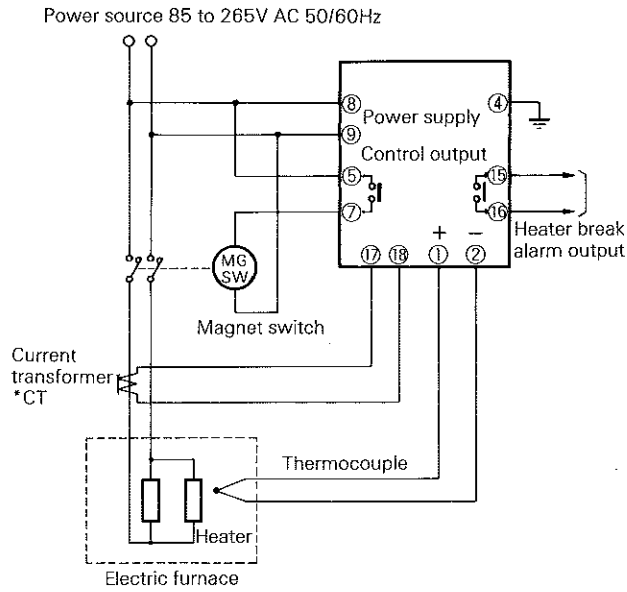 Power source 85 to 265V AC 50/60Hz
⑧ Power supply ④
⑨
Control output
⑤ ⑮
⑦ ⑯
Heater break
alarm output
+ −
⑰ ⑱ ① ②
MG
SW
Magnet switch
Current
transformer
*CT
Thermocouple
Heater
Electric furnace